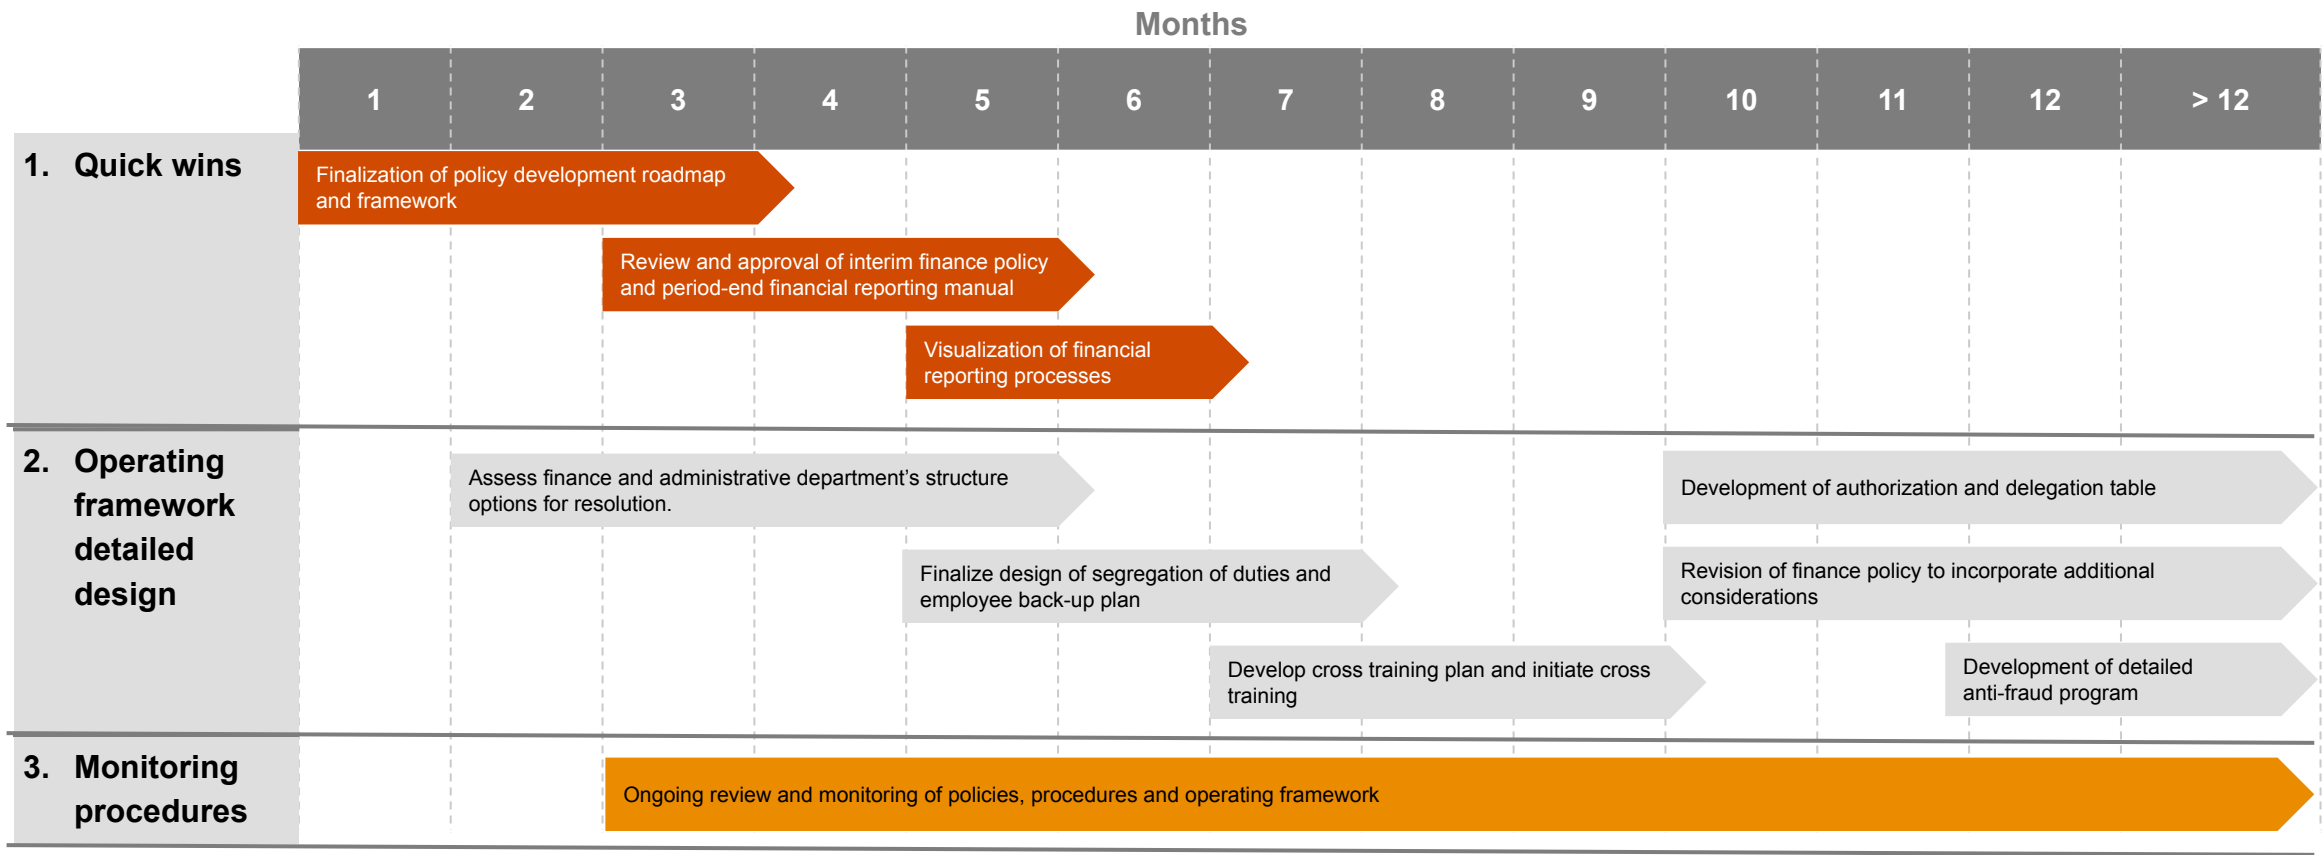 Months
1 2 3 4 5 6 7 8 9 10 11 12 > 12
1. Quick wins
Finalization of policy development roadmap
and framework
Review and approval of interim finance policy
and period-end financial reporting manual
Visualization of financial
reporting processes
2. Operating
framework
detailed
design
Assess finance and administrative department’s structure
options for resolution.
Development of authorization and delegation table
Finalize design of segregation of duties and
employee back-up plan
Revision of finance policy to incorporate additional
considerations
Develop cross training plan and initiate cross
training
Development of detailed
anti-fraud program
3. Monitoring
procedures
Ongoing review and monitoring of policies, procedures and operating framework